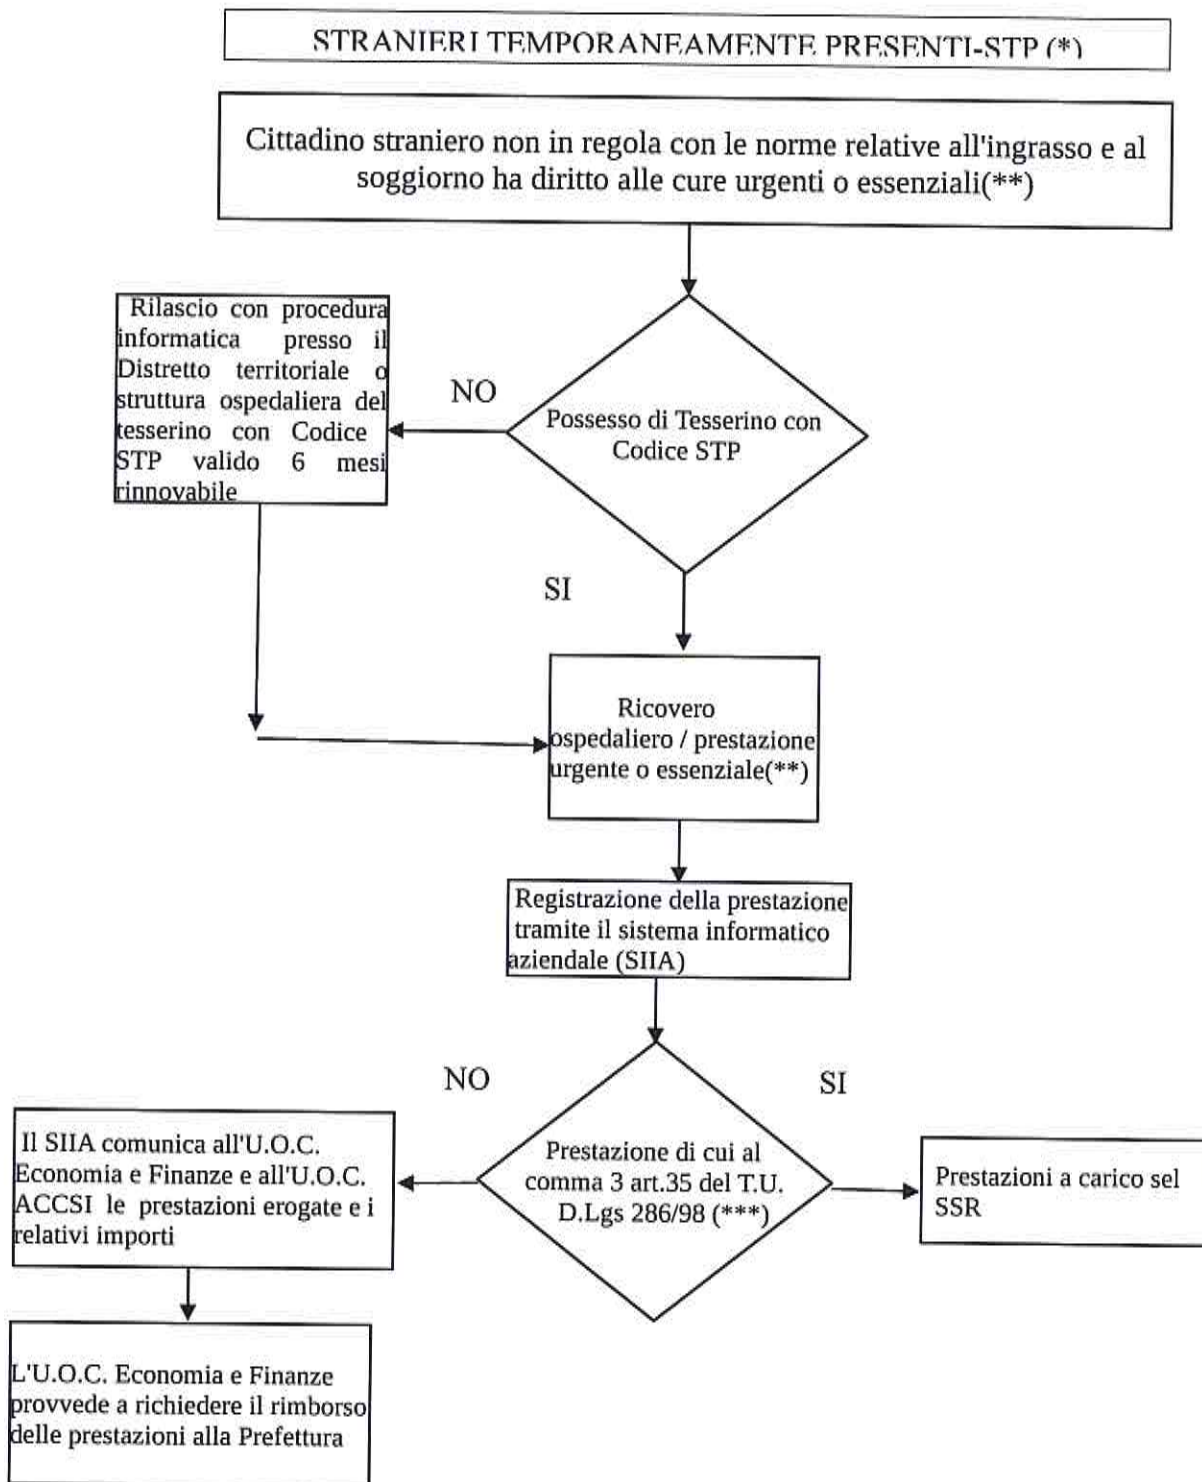 STRANIERI TEMPORANEAMENTE PRESENTI-STP (*)
Cittadino straniero non in regola con le norme relative all'ingrasso e al
soggiorno ha diritto alle cure urgenti o essenziali(**)
Rilascio con procedura
informatica presso il
Distretto territoriale o
struttura ospedaliera del
tesserino con Codice
STP valido 6 mesi
rinnovabile
NO
Possesso di Tesserino con
Codice STP
SI
Ricovero
ospedaliero / prestazione
urgente o essenziale(**)
Registrazione della prestazione
tramite il sistema informatico
aziendale (SIIA)
NO
SI
Il SIIA comunica all'U.O.C.
Economia e Finanze e all'U.O.C.
ACCSI le prestazioni erogate e i
relativi importi
Prestazione di cui al
comma 3 art.35 del T.U.
D.Lgs 286/98 (***)
Prestazioni a carico sel
SSR
L'U.O.C. Economia e Finanze
provvede a richiedere il rimborso
delle prestazioni alla Prefettura